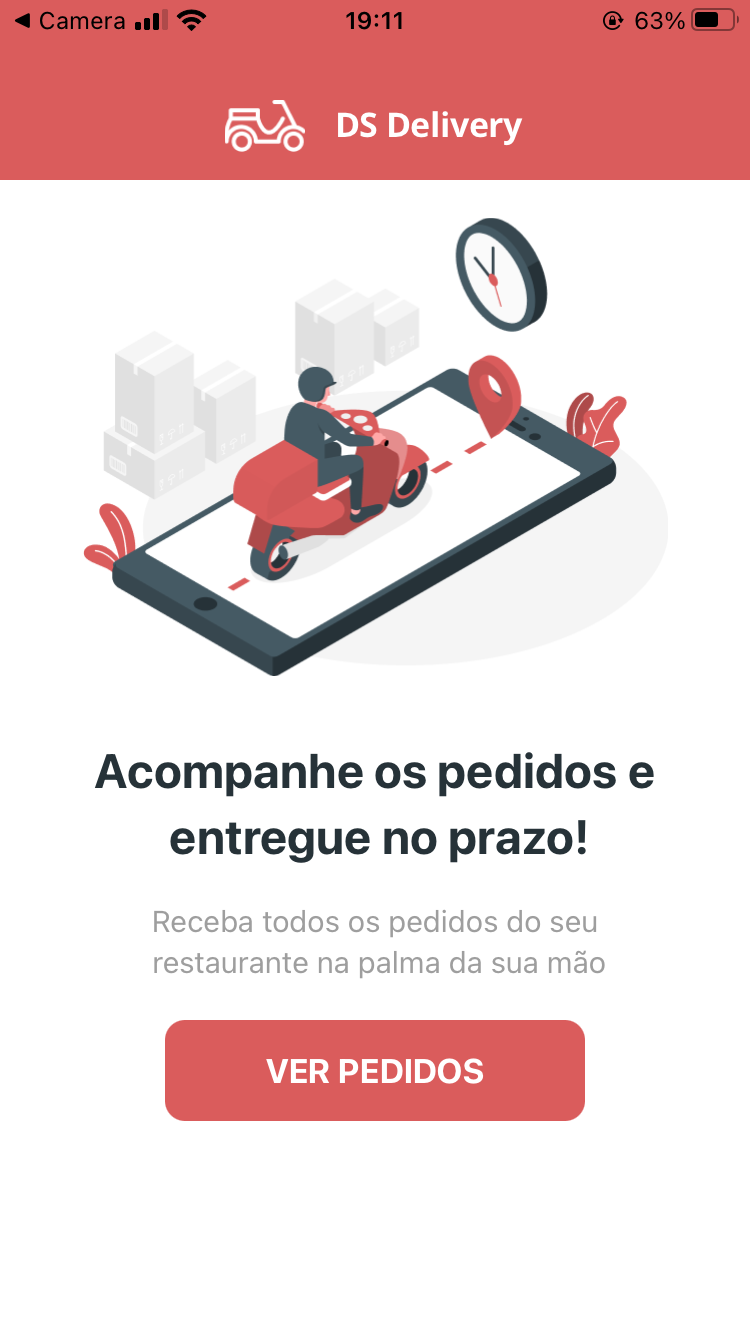 Camera 19:11 63%
DS Delivery
Acompanhe os pedidos e
entregue no prazo!
Receba todos os pedidos do seu
restaurante na palma da sua mão
VER PEDIDOS